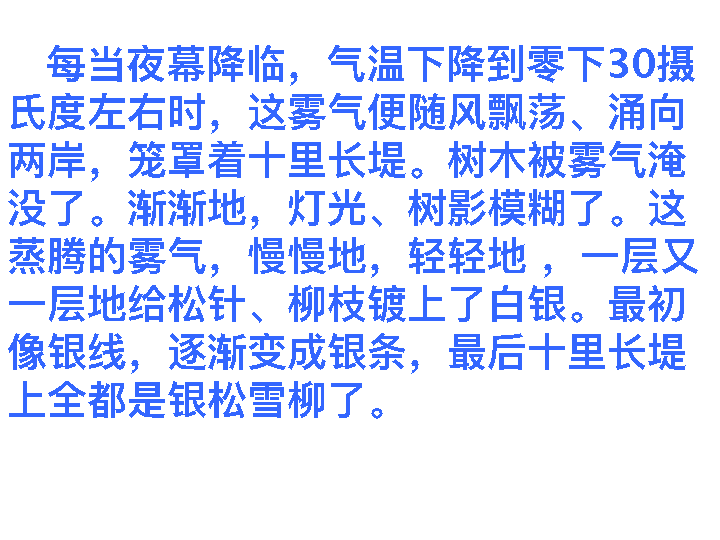 每当夜幕降临，气温下降到零下30摄
氏度左右时，这雾气便随风飘荡、涌向
两岸，笼罩着十里长堤。树木被雾气淹
没了。渐渐地，灯光、树影模糊了。这
蒸腾的雾气，慢慢地，轻轻地 ，一层又
一层地给松针、柳枝镀上了白银。最初
像银线，逐渐变成银条，最后十里长堤
上全都是银松雪柳了。